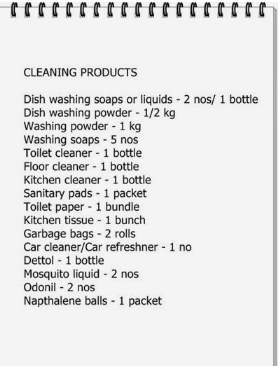 CLEANING PRODUCTS
Dish washing soaps or liquids - 2 nos/ 1 bottle
Dish washing powder - 1/2 kg
Washing powder - 1 kg
Washing soaps - 5 nos
Toilet cleaner - 1 bottle
Floor cleaner - 1 bottle
Kitchen cleaner - 1 bottle
Sanitary pads - 1 packet
Toilet paper - 1 bundle
Kitchen tissue - 1 bunch
Garbage bags - 2 rolls
Car cleaner/Car refreshner - 1 no
Dettol - 1 bottle
Mosquito liquid - 2 nos
Odonil - 2 nos
Napthalene balls - 1 packet